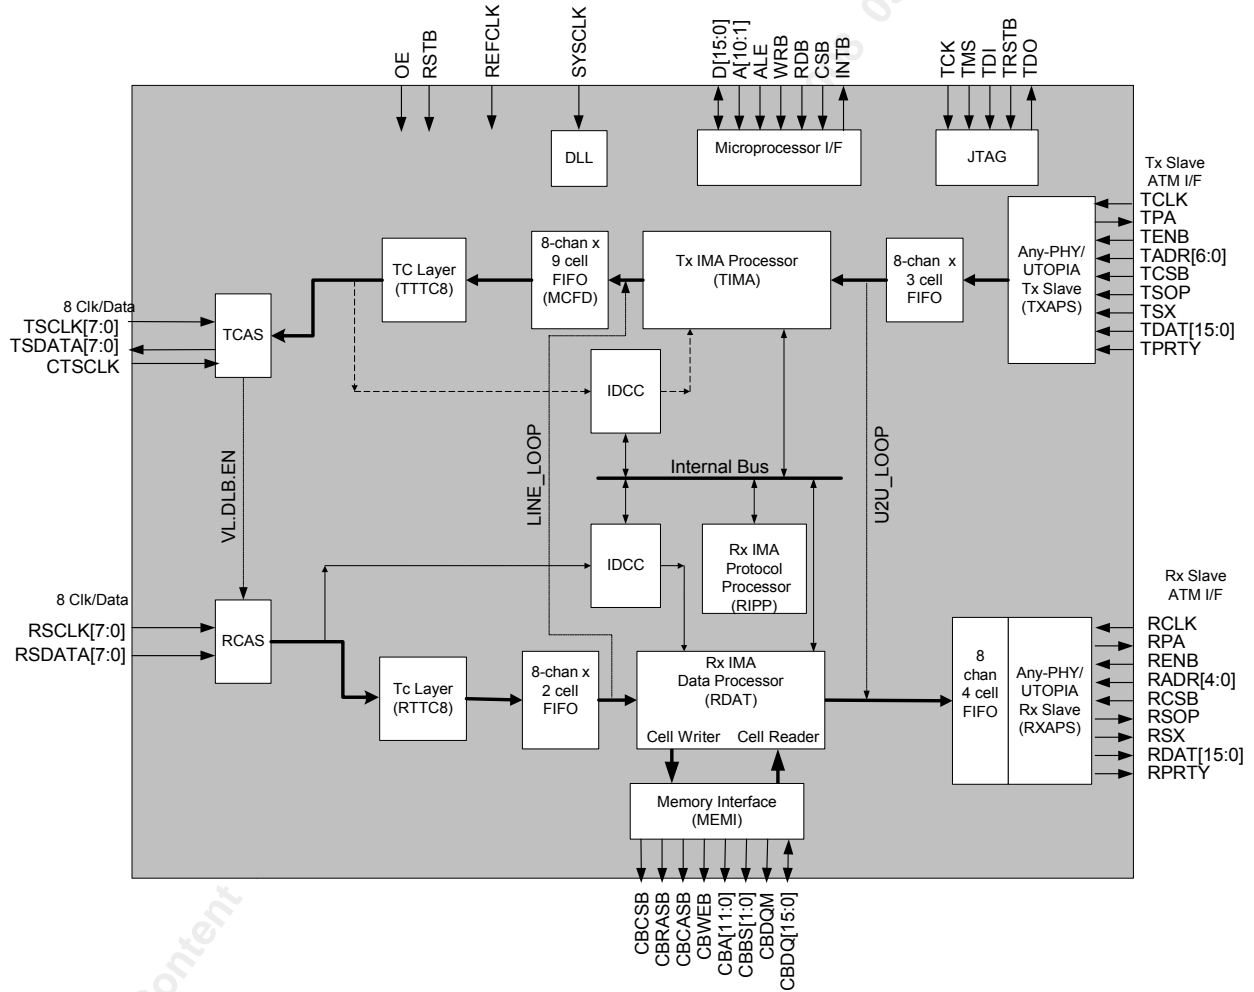 OE
RSTB
REFCLK
SYSCLK
D[15:0]
A[10:1]
ALE
WRB
RDB
CSB
INTB
TCK
TMS
TDI
TRSTB
TDO
DLL
Microprocessor I/F
JTAG
Tx Slave
ATM I/F
TCLK
TPA
TENB
TADR[6:0]
TCSB
TSOP
TSX
TDAT[15:0]
TPRTY
Any-PHY/
UTOPIA
Tx Slave
(TXAPS)
8-chan x
3 cell
FIFO
Tx IMA Processor
(TIMA)
8-chan x
9 cell
FIFO
(MCFD)
TC Layer
(TTTC8)
TCAS
8 Clk/Data
TSCLK[7:0]
TSDATA[7:0]
CTSCLK
IDCC
Internal Bus
VL.DLB.EN
LINE_LOOP
U2U_LOOP
IDCC
Rx IMA
Protocol
Processor
(RIPP)
8 Clk/Data
RSCLK[7:0]
RSDATA[7:0]
RCAS
Tc Layer
(RTTC8)
8-chan x
2 cell
FIFO
Rx IMA
Data Processor
(RDAT)
Cell Writer
Cell Reader
8
chan
4 cell
FIFO
Any-PHY/
UTOPIA
Rx Slave
(RXAPS)
Rx Slave
ATM I/F
RCLK
RPA
RENB
RADR[4:0]
RCSB
RSOP
RSX
RDAT[15:0]
RPRTY
Memory Interface
(MEMI)
CBCSB
CBRASB
CBCASB
CBWEB
CBA[11:0]
CBBS[1:0]
CBDQM
CBDQ[15:0]
Content